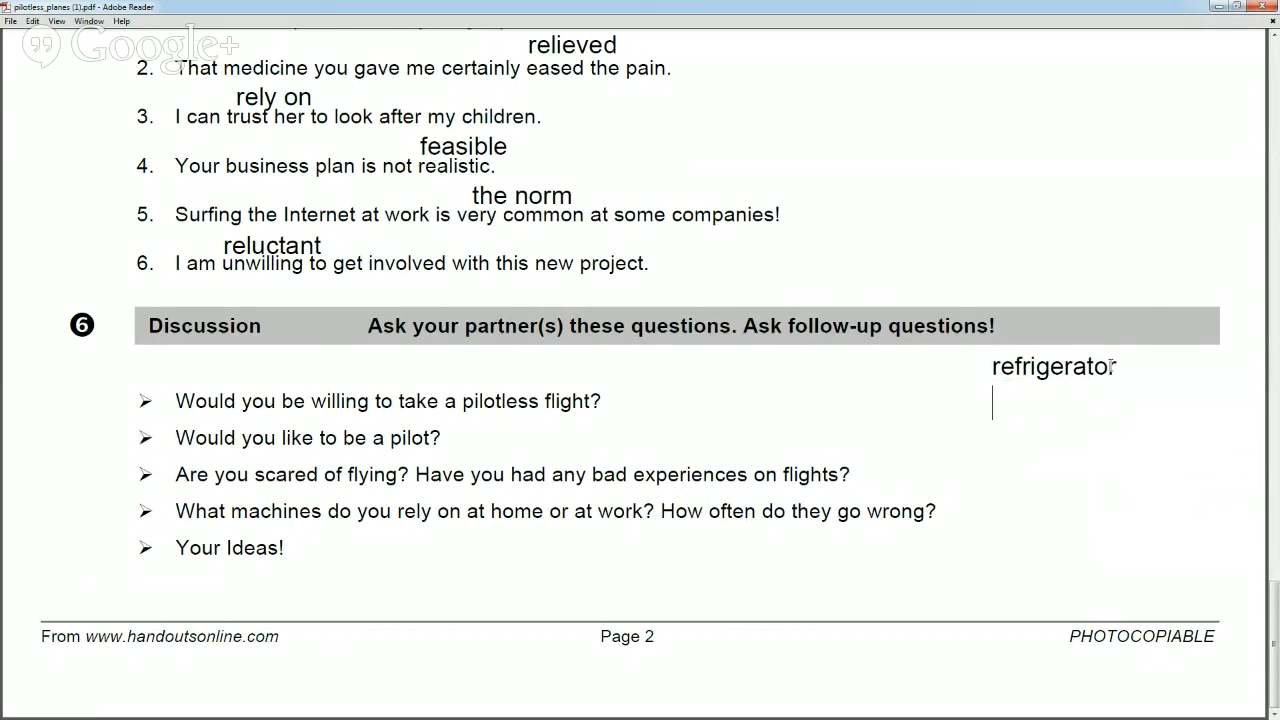 pilotless_planes (1).pdf - Adobe Reader
File Edit View Window Help
Google+
relieved
2. That medicine you gave me certainly eased the pain.
rely on
3. I can trust her to look after my children.
feasible
4. Your business plan is not realistic.
the norm
5. Surfing the Internet at work is very common at some companies!
reluctant
6. I am unwilling to get involved with this new project.
6 Discussion Ask your partner(s) these questions. Ask follow-up questions!
refrigerator
Would you be willing to take a pilotless flight?
Would you like to be a pilot?
Are you scared of flying? Have you had any bad experiences on flights?
What machines do you rely on at home or at work? How often do they go wrong?
Your Ideas!
From www.handoutsonline.com Page 2 PHOTOCOPIABLE